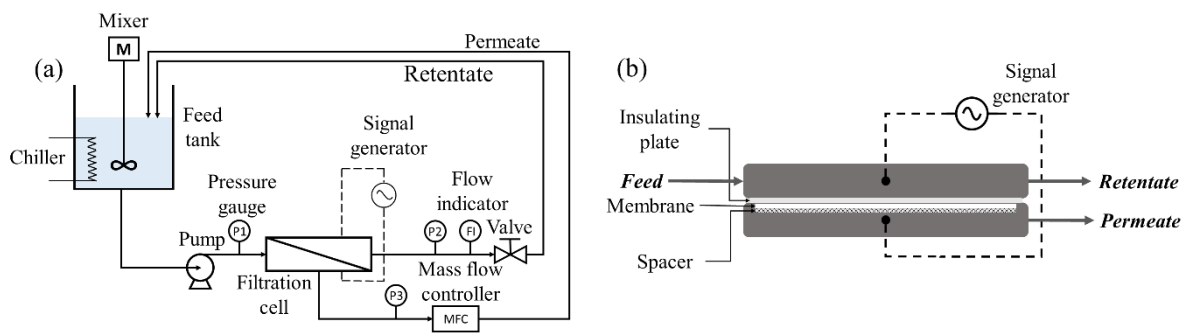 (a)
Mixer
M
Permeate
Retentate
Feed
tank
Chiller
Signal
generator
Pressure
gauge
Flow
indicator
P1
P2
FI
Valve
Pump
Filtration
cell
Mass flow
controller
P3
MFC
(b)
Signal
generator
Insulating
plate
Feed
Retentate
Membrane
Permeate
Spacer